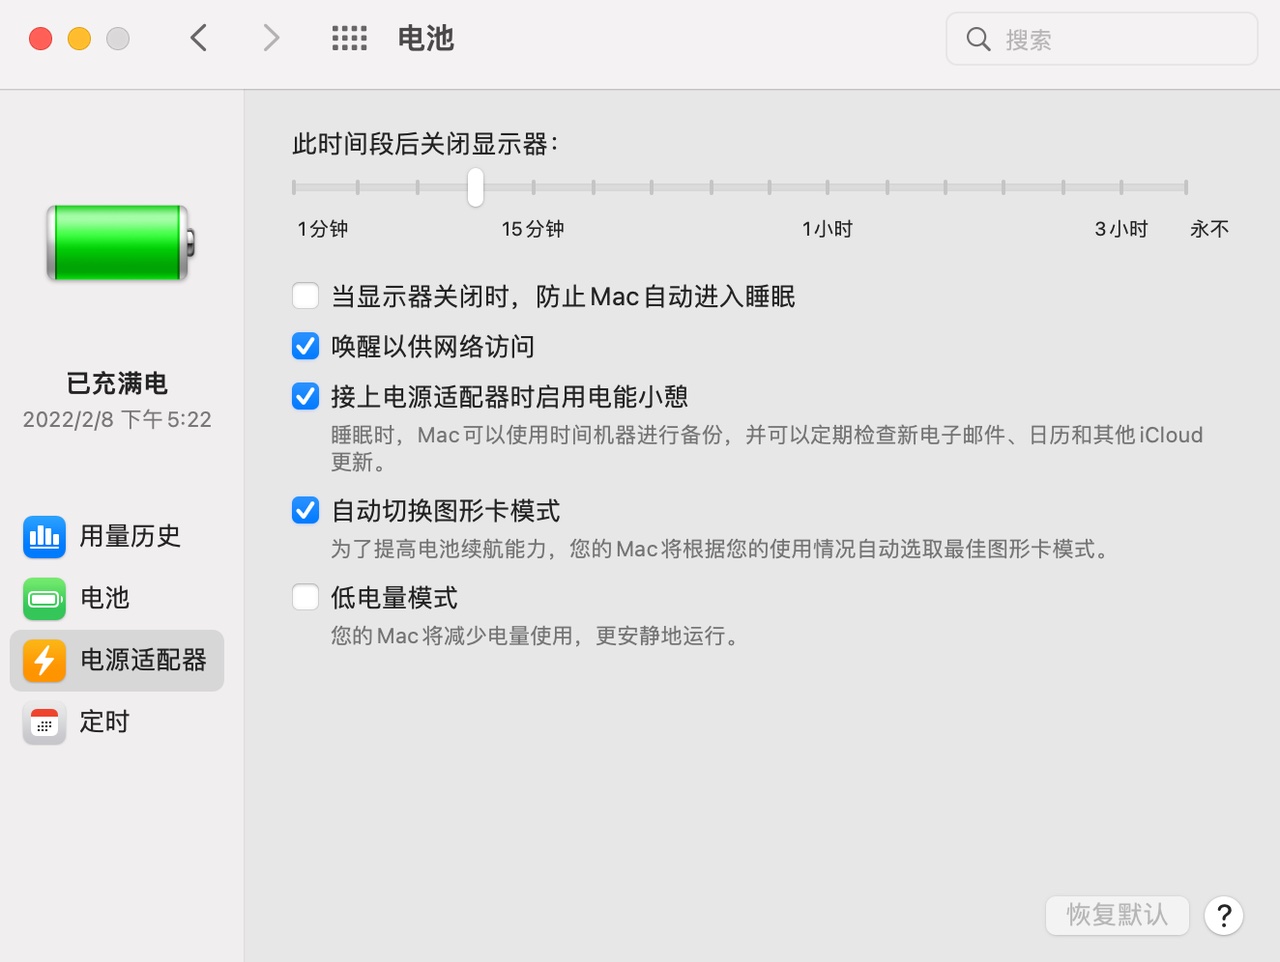 电池
搜索
已充满电
2022/2/8 下午5:22
用量历史
电池
电源适配器
定时
此时间段后关闭显示器：
1分钟 15分钟 1小时 3小时 永不
当显示器关闭时，防止Mac自动进入睡眠
唤醒以供网络访问
接上电源适配器时启用电能小憩
睡眠时，Mac可以使用时间机器进行备份，并可以定期检查新电子邮件、日历和其他iCloud
更新。
自动切换图形卡模式
为了提高电池续航能力，您的Mac将根据您的使用情况自动选取最佳图形卡模式。
低电量模式
您的Mac将减少电量使用，更安静地运行。
恢复默认 ?